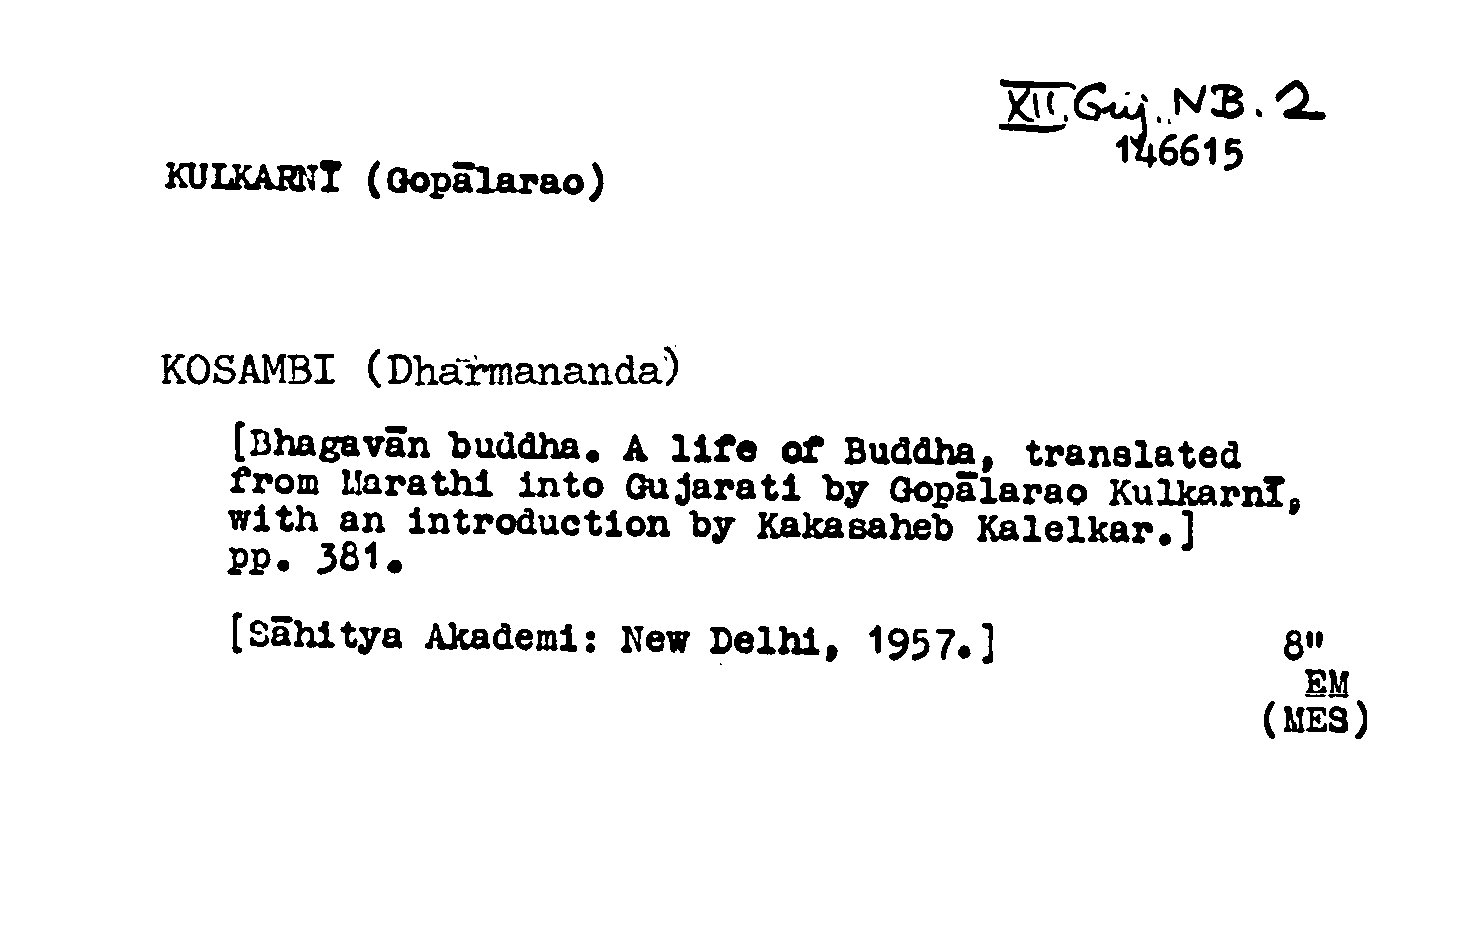 XII. Guj. NB. 2
146615
KULKARNĪ (Gopālarao)
KOSAMBI (Dharmānanda)
[Bhagavān buddha. A life of Buddha, translated
from Marathi into Gujarati by Gopālarao Kulkarnī,
with an introduction by Kakasaheb Kalelkar.]
pp. 381.
[Sāhitya Akademi: New Delhi, 1957.]
8"
EM
(MES)